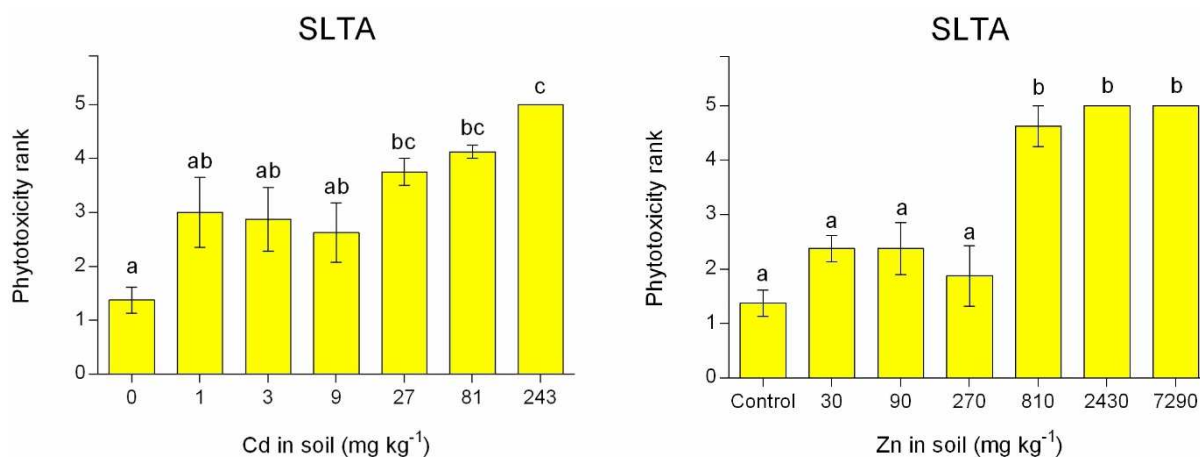 SLTA
Phytotoxicity rank
5
4
3
2
1
0
a
ab
ab
ab
bc
bc
c
0 1 3 9 27 81 243
Cd in soil (mg kg⁻¹)
SLTA
Phytotoxicity rank
5
4
3
2
1
0
a
a
a
a
b
b
b
Control 30 90 270 810 2430 7290
Zn in soil (mg kg⁻¹)